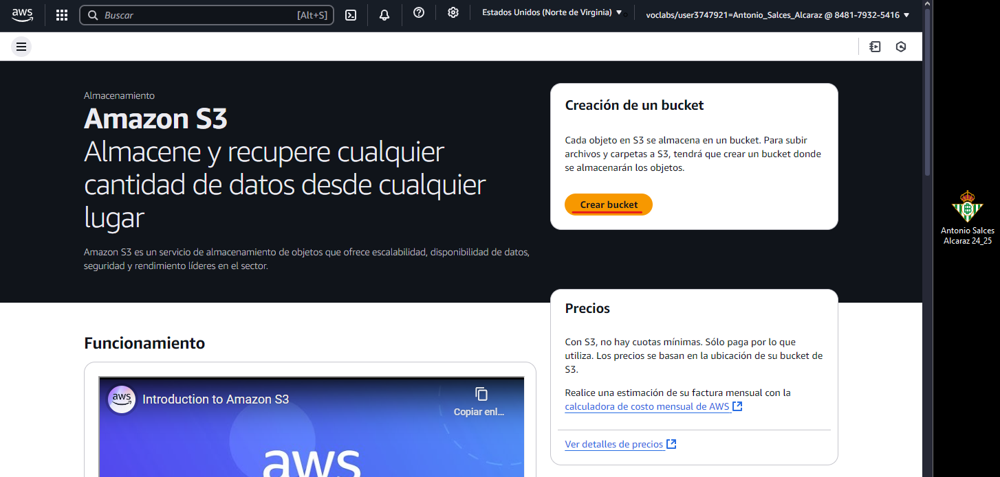 aws
Buscar
[Alt+S]
Estados Unidos (Norte de Virginia)
voclabs/user3747921=Antonio_Salces_Alcaraz @ 8481-7932-5416
Almacenamiento
Amazon S3
Almacene y recupere cualquier
cantidad de datos desde cualquier
lugar
Amazon S3 es un servicio de almacenamiento de objetos que ofrece escalabilidad, disponibilidad de datos,
seguridad y rendimiento líderes en el sector.
Creación de un bucket
Cada objeto en S3 se almacena en un bucket. Para subir
archivos y carpetas a S3, tendrá que crear un bucket donde
se almacenarán los objetos.
Crear bucket
Antonio Salces
Alcaraz 24_25
Precios
Con S3, no hay cuotas mínimas. Sólo paga por lo que
utiliza. Los precios se basan en la ubicación de su bucket de
S3.
Realice una estimación de su factura mensual con la
calculadora de costo mensual de AWS
Ver detalles de precios
Funcionamiento
aws
Introduction to Amazon S3
Copiar enl...
aws